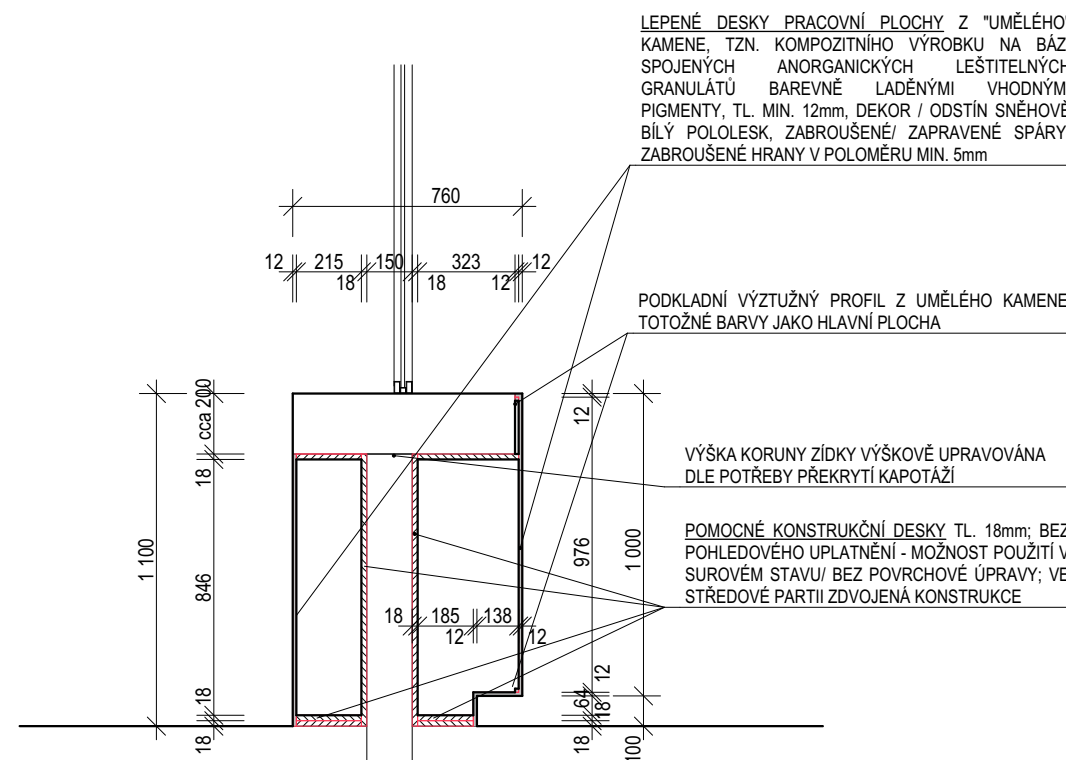 LEPENÉ DESKY PRACOVNÍ PLOCHY Z "UMĚLÉHO"
KAMENE, TZN. KOMPOZITNÍHO VÝROBKU NA BÁZ
SPOJENÝCH ANORGANICKÝCH LEŠTITELNÝCH
GRANULÁTŮ BAREVNĚ LADĚNÝMI VHODNÝM
PIGMENTY, TL. MIN. 12mm, DEKOR / ODSTÍN SNĚHOVĚ
BÍLÝ POLOLESK, ZABROUŠENÉ/ ZAPRAVENÉ SPÁRY
ZABROUŠENÉ HRANY V POLOMĚRU MIN. 5mm
760
12 215 150 323 12
18 18 12
PODKLADNÍ VÝZTUŽNÝ PROFIL Z UMĚLÉHO KAMENE
TOTOŽNÉ BARVY JAKO HLAVNÍ PLOCHA
cca 200
12
18
VÝŠKA KORUNY ZÍDKY VÝŠKOVĚ UPRAVOVÁNA
DLE POTŘEBY PŘEKRYTÍ KAPOTÁŽÍ
1 100
846
976
1 000
POMOCNÉ KONSTRUKČNÍ DESKY TL. 18mm; BEZ
POHLEDOVÉHO UPLATNĚNÍ - MOŽNOST POUŽITÍ V
SUROVÉM STAVU/ BEZ POVRCHOVÉ ÚPRAVY; VE
STŘEDOVÉ PARTII ZDVOJENÁ KONSTRUKCE
18 185 138
12 12
12
64
18
18
18
18
100